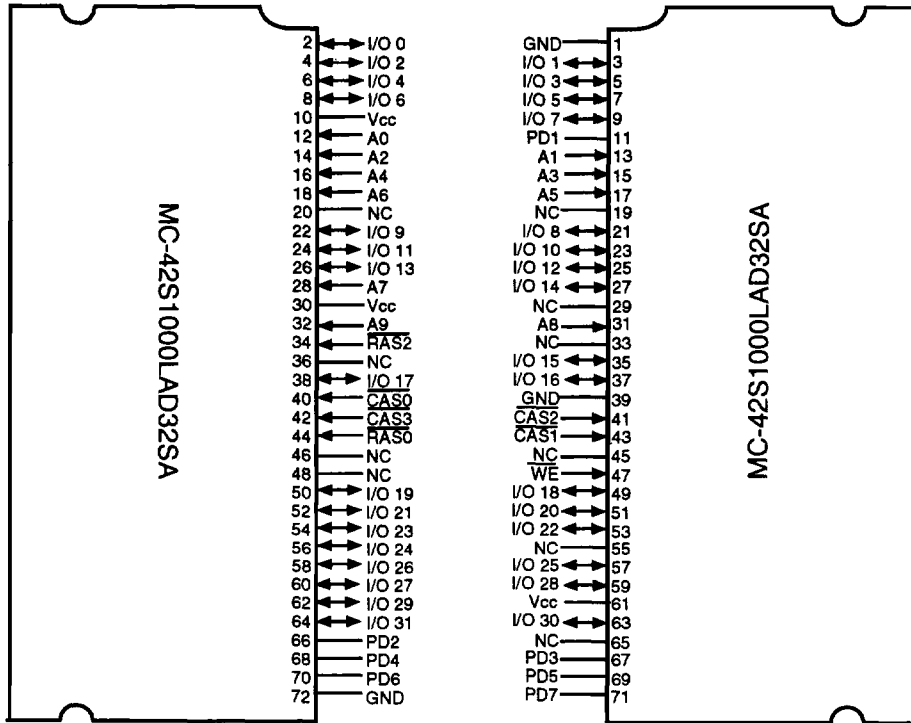 MC-42S1000LAD32SA
2 I/O 0
4 I/O 2
6 I/O 4
8 I/O 6
10 Vcc
12 A0
14 A2
16 A4
18 A6
20 NC
22 I/O 9
24 I/O 11
26 I/O 13
28 A7
30 Vcc
32 A9
34 RAS2
36 NC
38 I/O 17
40 CAS0
42 CAS3
44 RAS0
46 NC
48 NC
50 I/O 19
52 I/O 21
54 I/O 23
56 I/O 24
58 I/O 26
60 I/O 27
62 I/O 29
64 I/O 31
66 PD2
68 PD4
70 PD6
72 GND
GND 1
I/O 1 3
I/O 3 5
I/O 5 7
I/O 7 9
PD1 11
A1 13
A3 15
A5 17
NC 19
I/O 8 21
I/O 10 23
I/O 12 25
I/O 14 27
NC 29
A8 31
NC 33
I/O 15 35
I/O 16 37
GND 39
CAS2 41
CAS1 43
NC 45
WE 47
I/O 18 49
I/O 20 51
I/O 22 53
NC 55
I/O 25 57
I/O 28 59
Vcc 61
I/O 30 63
NC 65
PD3 67
PD5 69
PD7 71
MC-42S1000LAD32SA